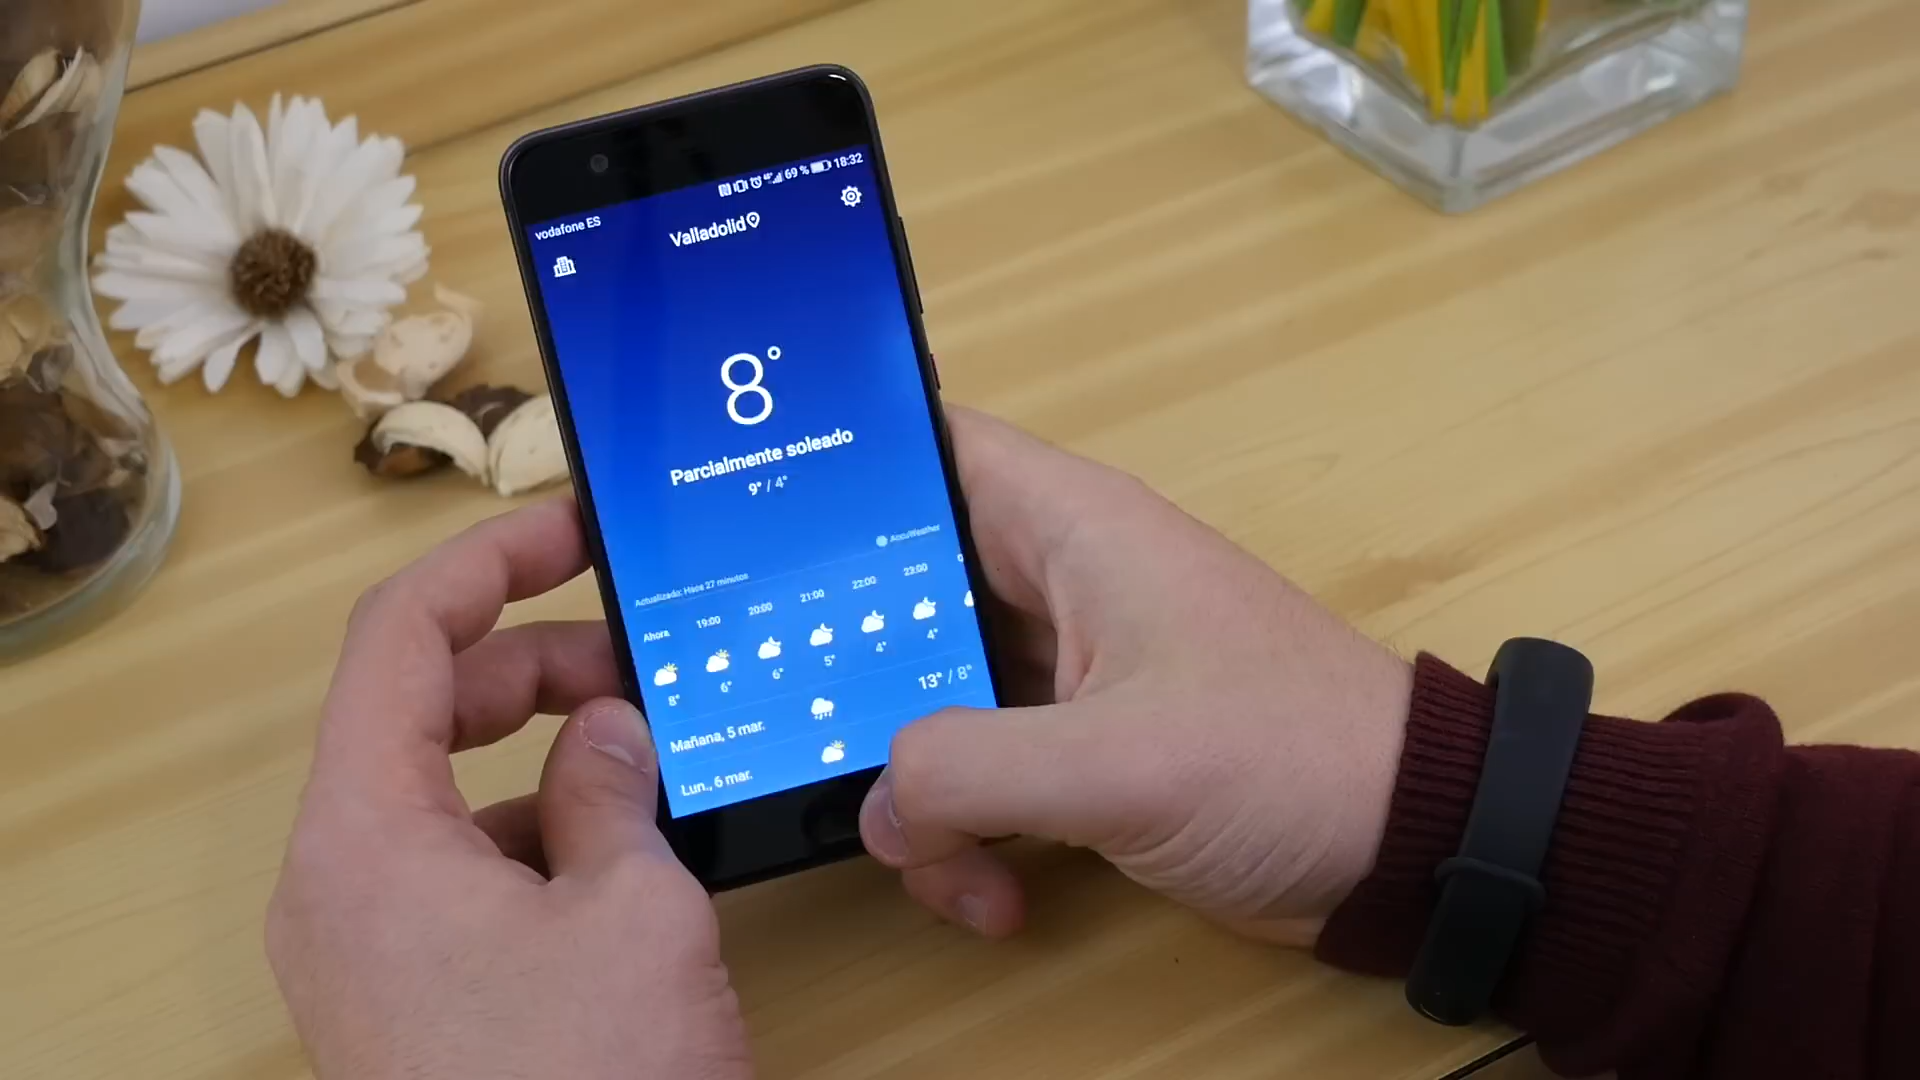 vodafone ES
69 % 18:32
Valladolid
8°
Parcialmente soleado
9° / 4°
AccuWeather
Actualizado: Hace 27 minutos
Ahora 19:00 20:00 21:00 22:00 23:00
8° 6° 6° 5° 4° 4°
Mañana, 5 mar. 13° / 8°
Lun., 6 mar.